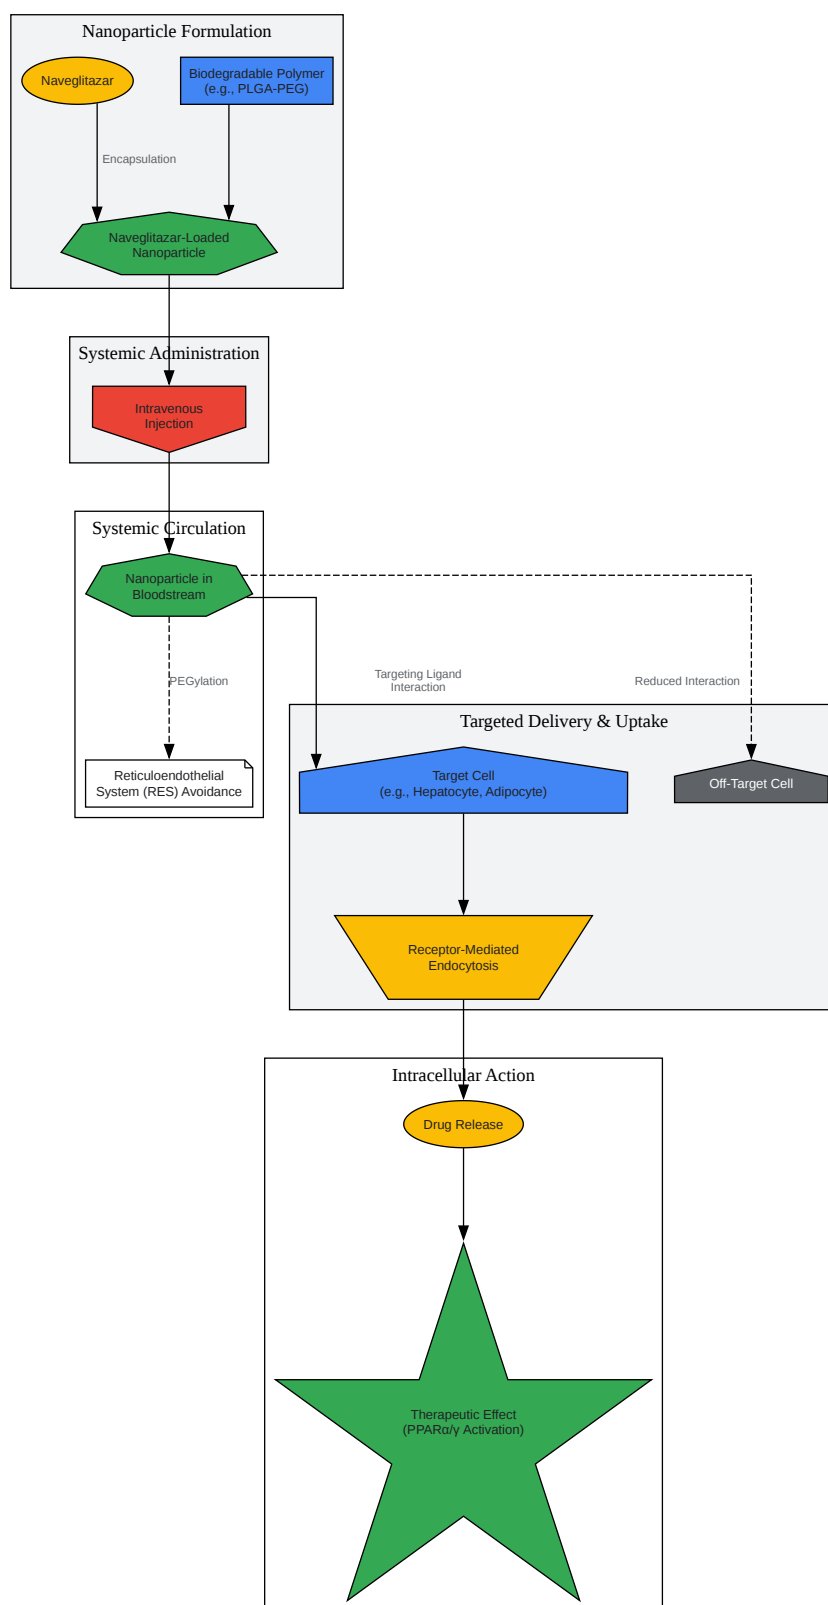 Nanoparticle Formulation
Naveglitazar
Biodegradable Polymer
(e.g., PLGA-PEG)
Encapsulation
Naveglitazar-Loaded
Nanoparticle
Systemic Administration
Intravenous
Injection
Systemic Circulation
Nanoparticle in
Bloodstream
PEGylation
Targeting Ligand
Interaction
Reduced Interaction
Reticuloendothelial
System (RES) Avoidance
Targeted Delivery & Uptake
Target Cell
(e.g., Hepatocyte, Adipocyte)
Off-Target Cell
Receptor-Mediated
Endocytosis
Intracellular Action
Drug Release
Therapeutic Effect
(PPARα/γ Activation)